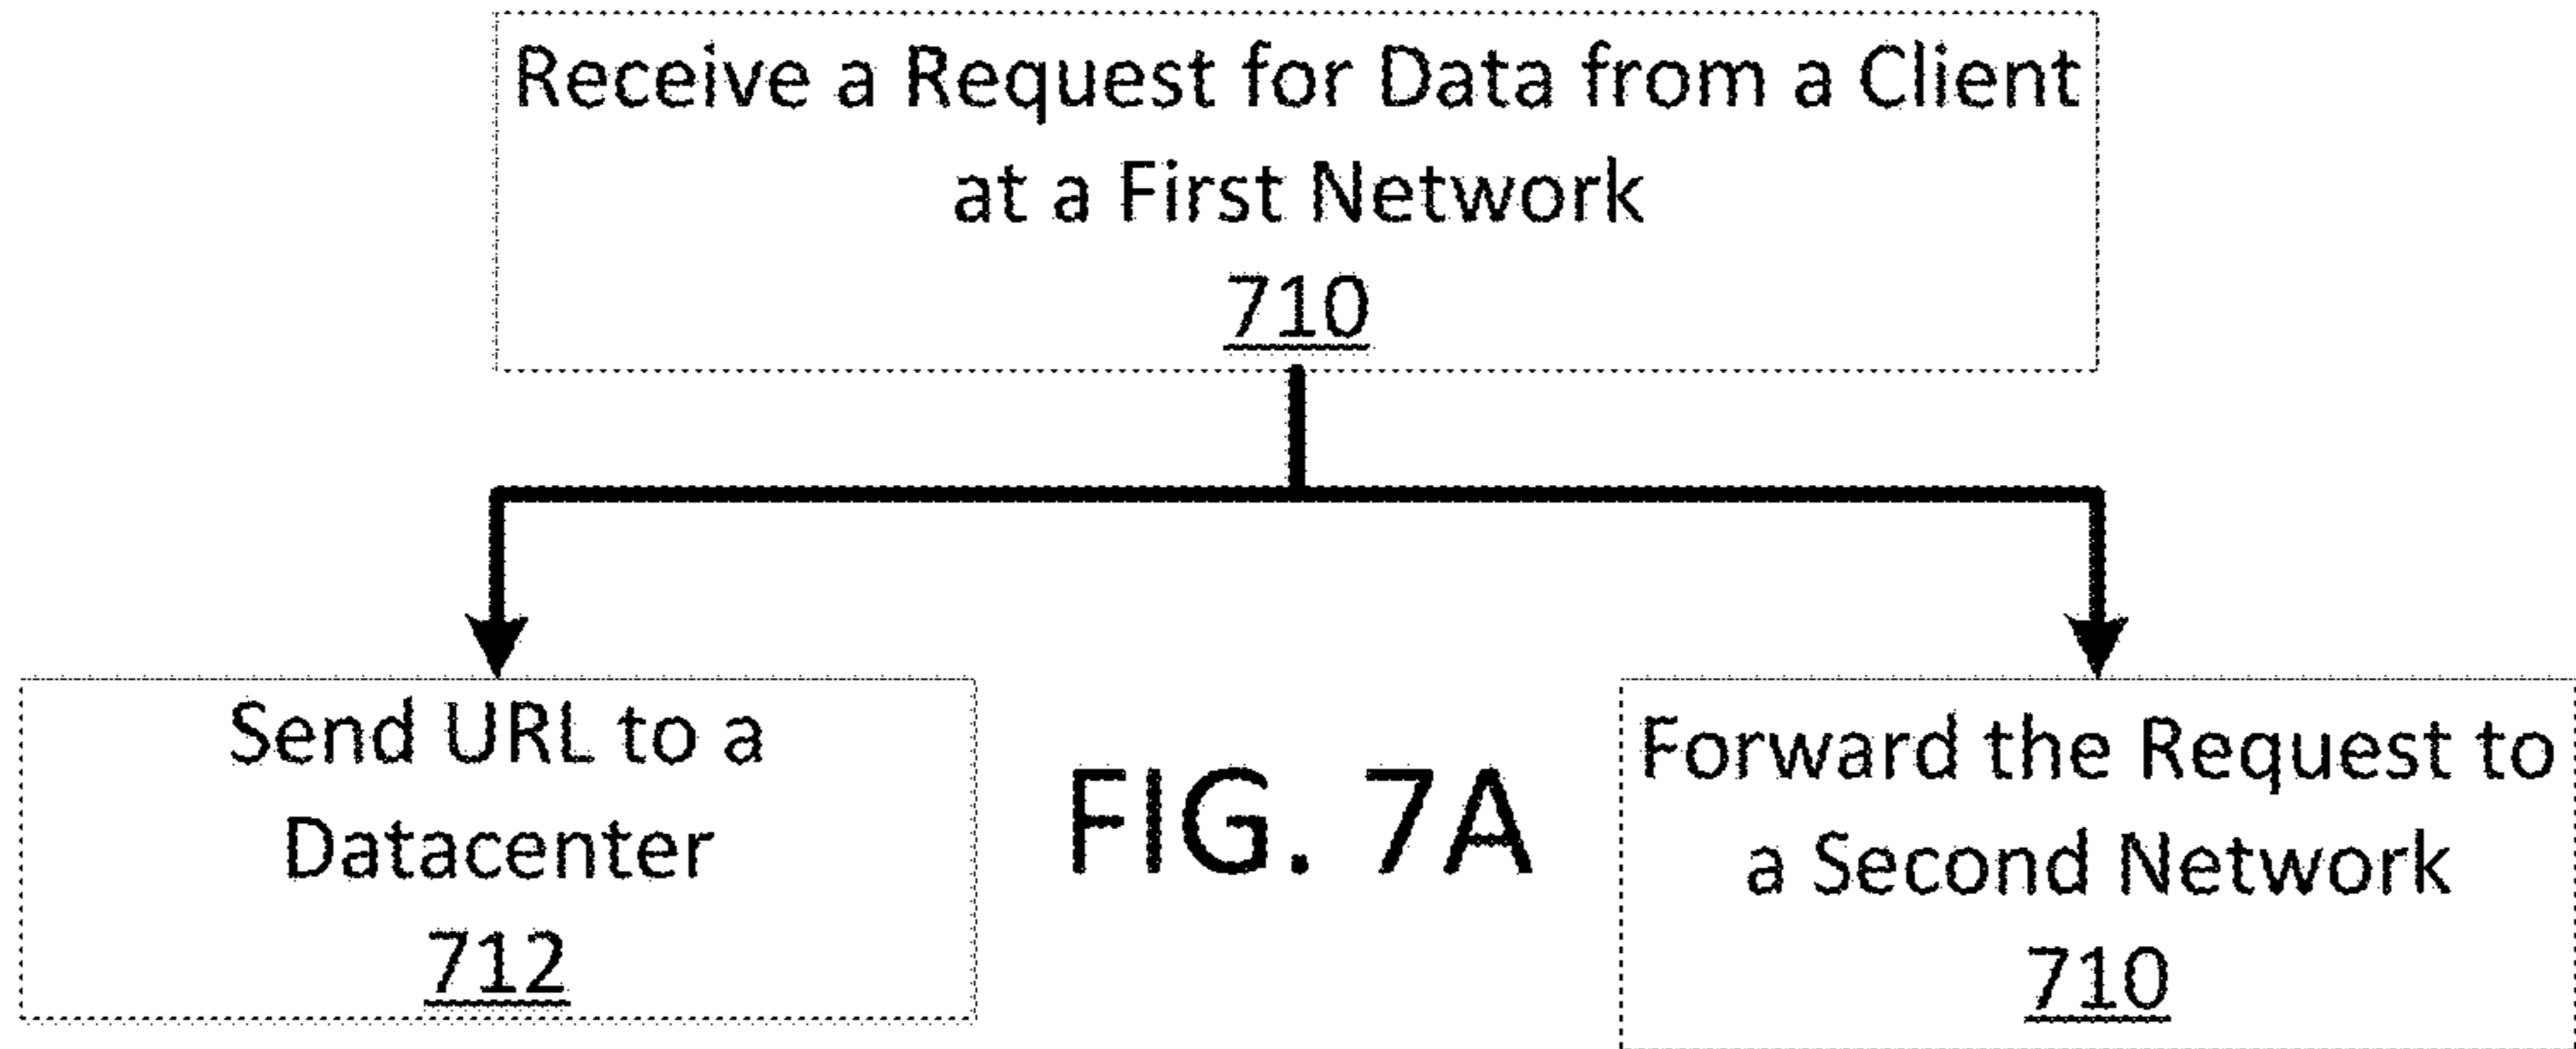 Receive a Request for Data from a Client
at a First Network
710
Send URL to a
Datacenter
712
FIG. 7A
Forward the Request to
a Second Network
710